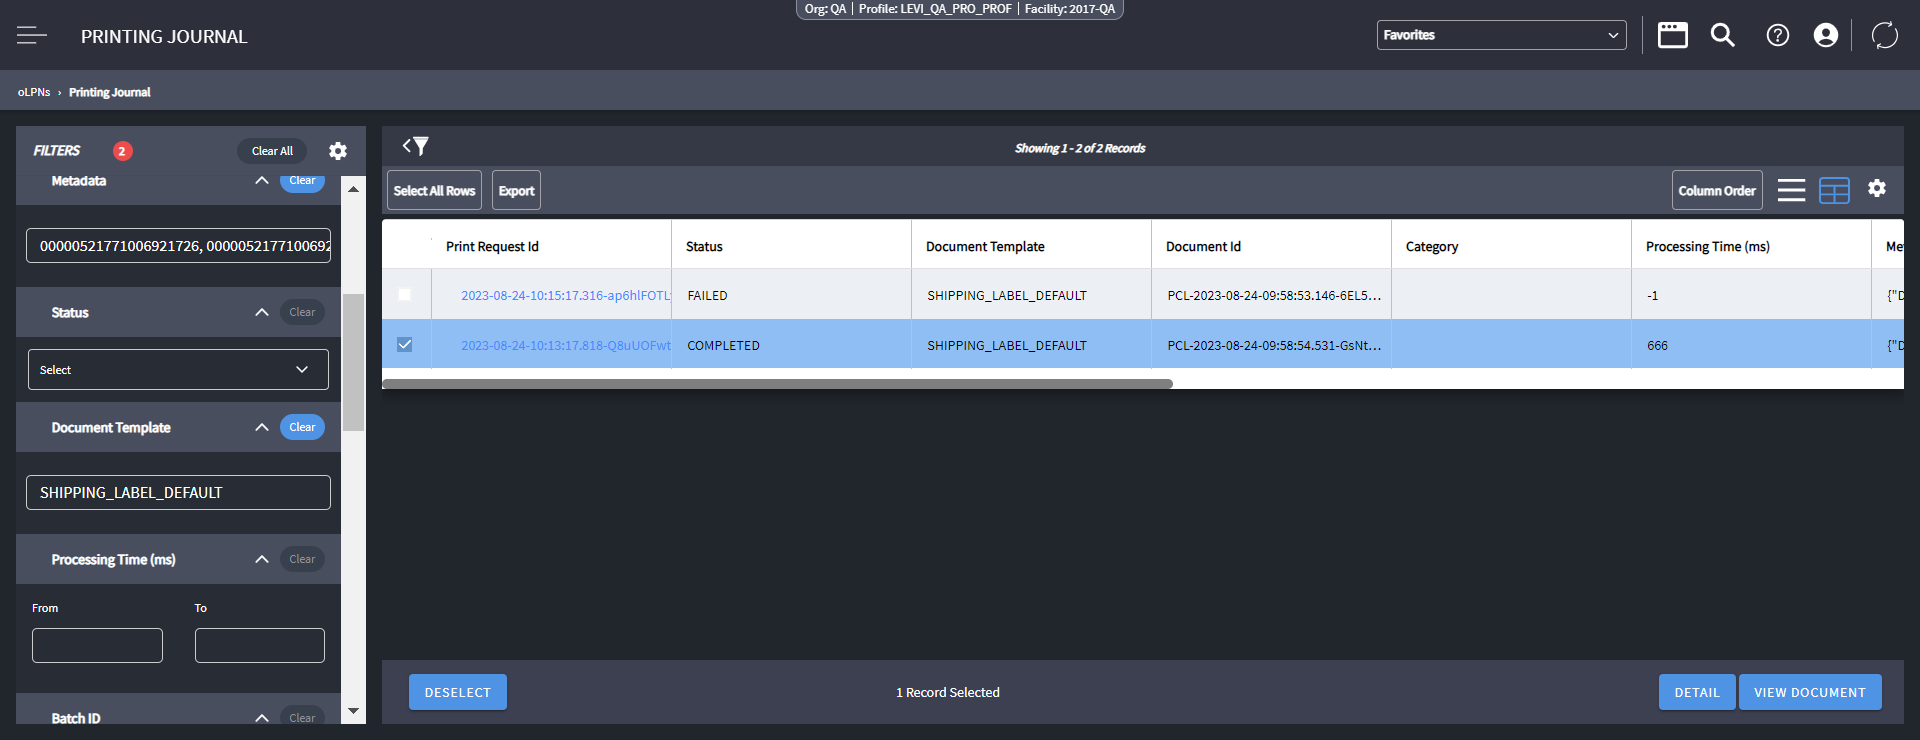 Org: QA | Profile: LEVI_QA_PRO_PROF | Facility: 2017-QA
PRINTING JOURNAL
Favorites
oLPNs › Printing Journal
FILTERS 2 Clear All
Metadata Clear
00000521771006921726, 0000052177100692
Status Clear
Select
Document Template Clear
SHIPPING_LABEL_DEFAULT
Processing Time (ms) Clear
From To
Batch ID Clear
Showing 1 - 2 of 2 Records
Select All Rows Export Column Order
Print Request Id Status Document Template Document Id Category Processing Time (ms) Me
2023-08-24-10:15:17.316-ap6hlFOTL FAILED SHIPPING_LABEL_DEFAULT PCL-2023-08-24-09:58:53.146-6EL5... -1 {"D
2023-08-24-10:13:17.818-Q8uUOFwt COMPLETED SHIPPING_LABEL_DEFAULT PCL-2023-08-24-09:58:54.531-GsNt... 666 {"D
DESELECT 1 Record Selected DETAIL VIEW DOCUMENT